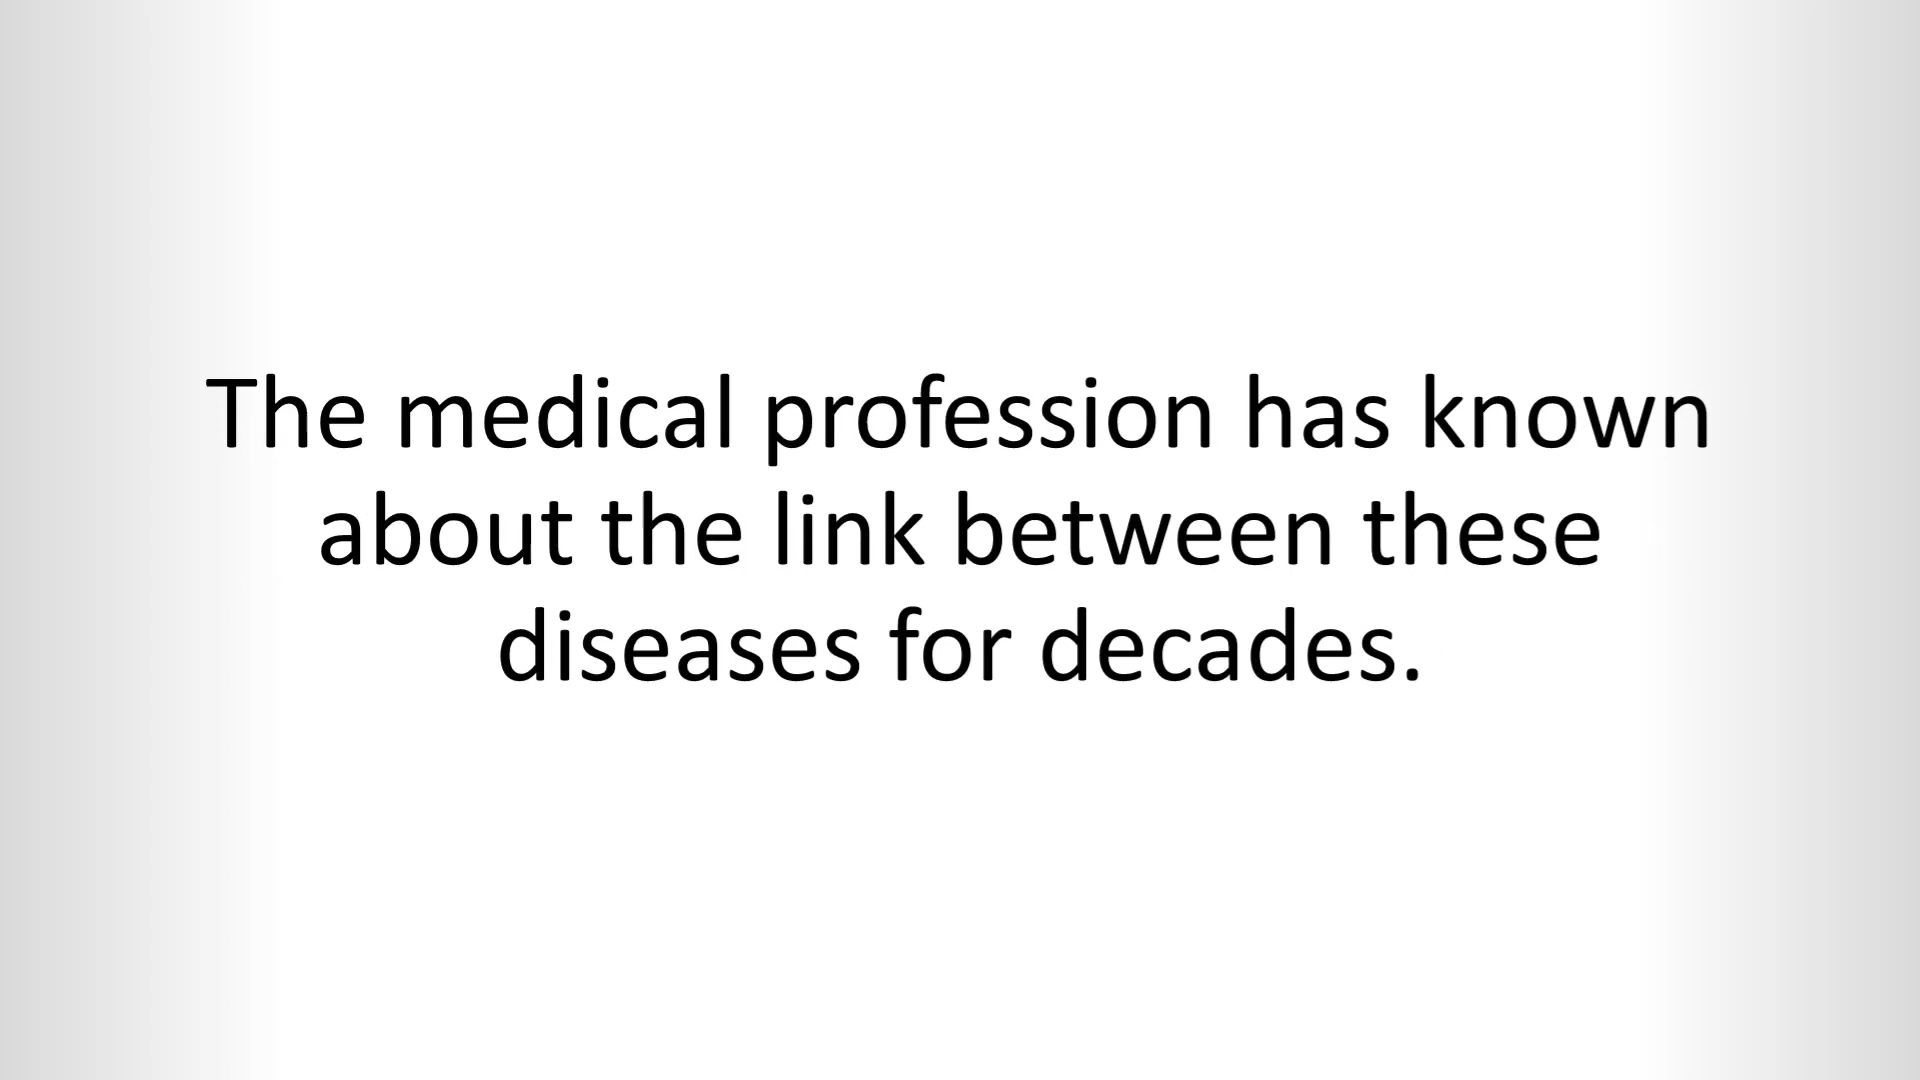 The medical profession has known
about the link between these
diseases for decades.